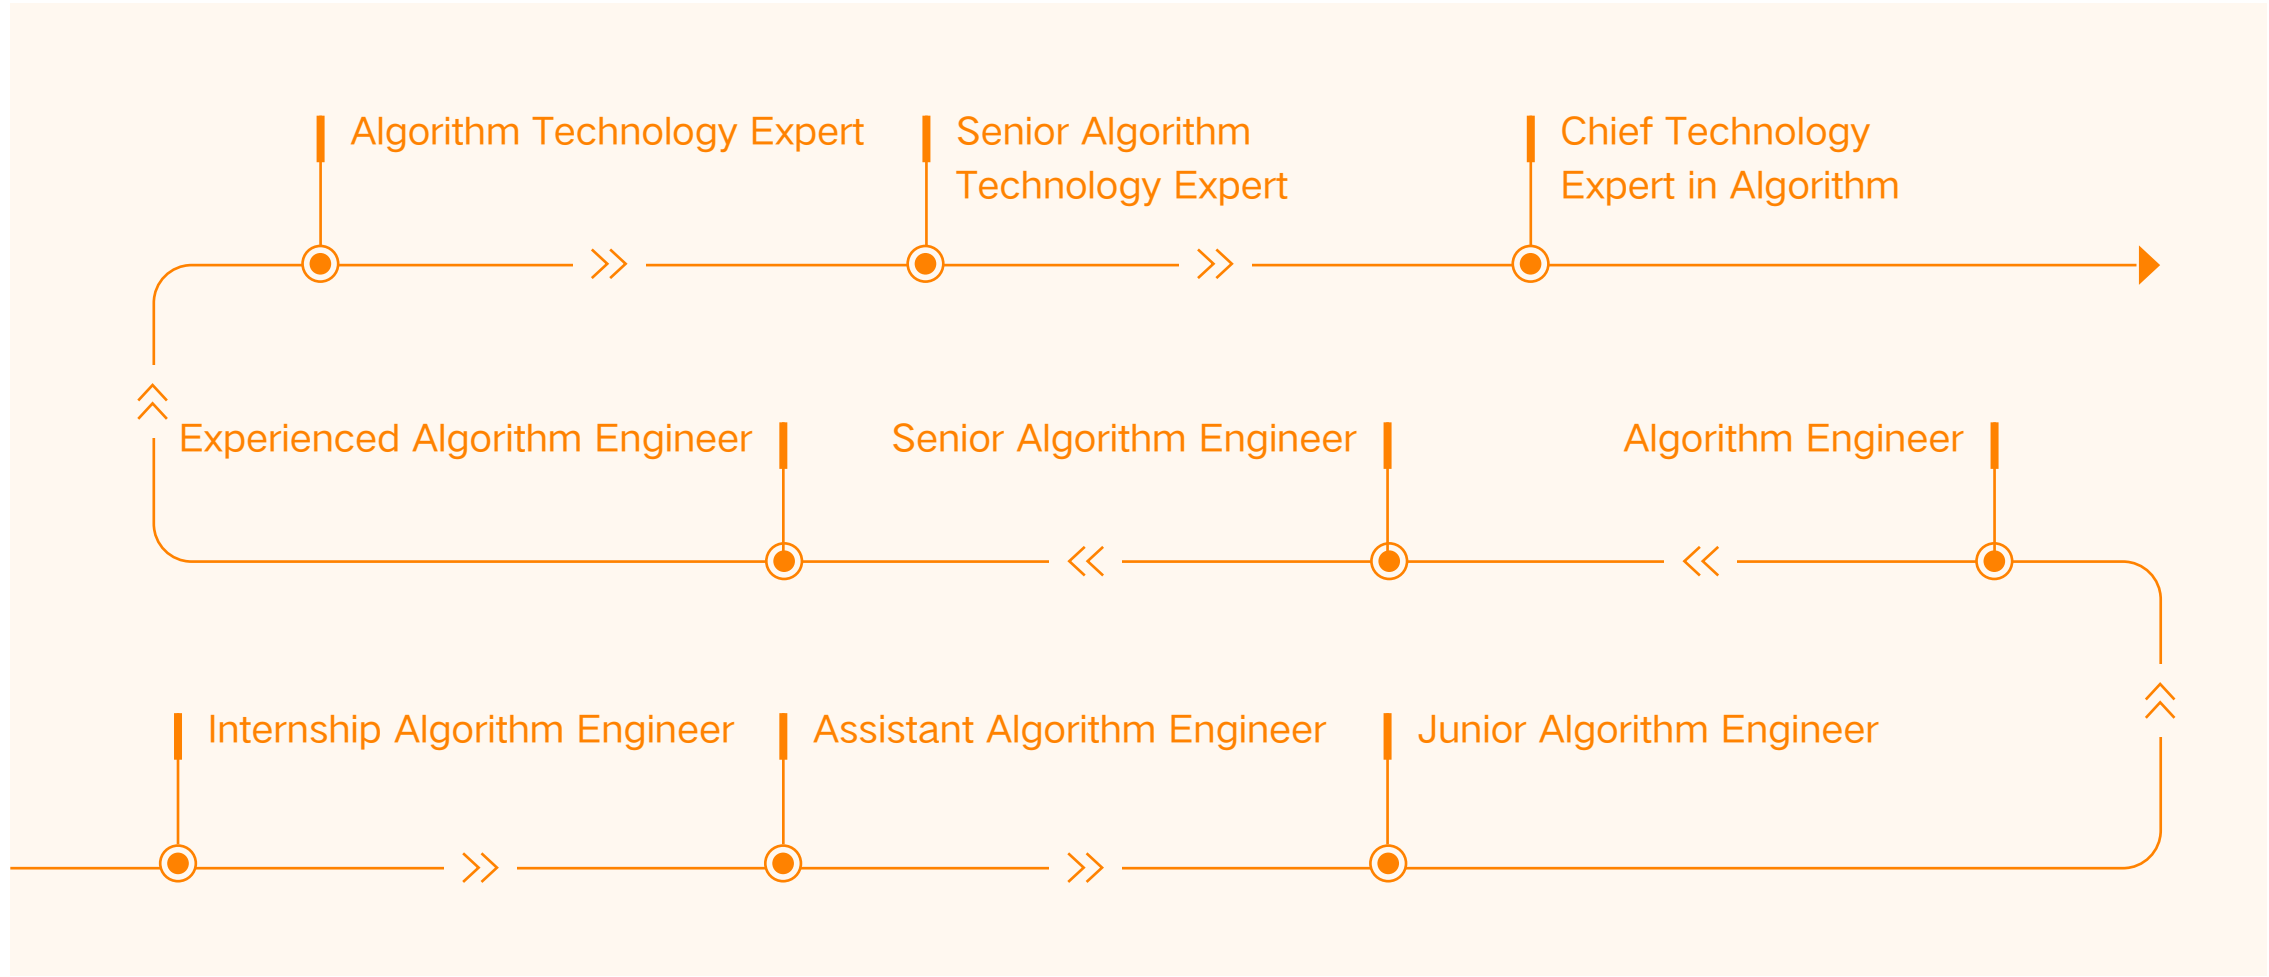 Algorithm Technology Expert
Senior Algorithm
Technology Expert
Chief Technology
Expert in Algorithm
Experienced Algorithm Engineer
Senior Algorithm Engineer
Algorithm Engineer
Internship Algorithm Engineer
Assistant Algorithm Engineer
Junior Algorithm Engineer